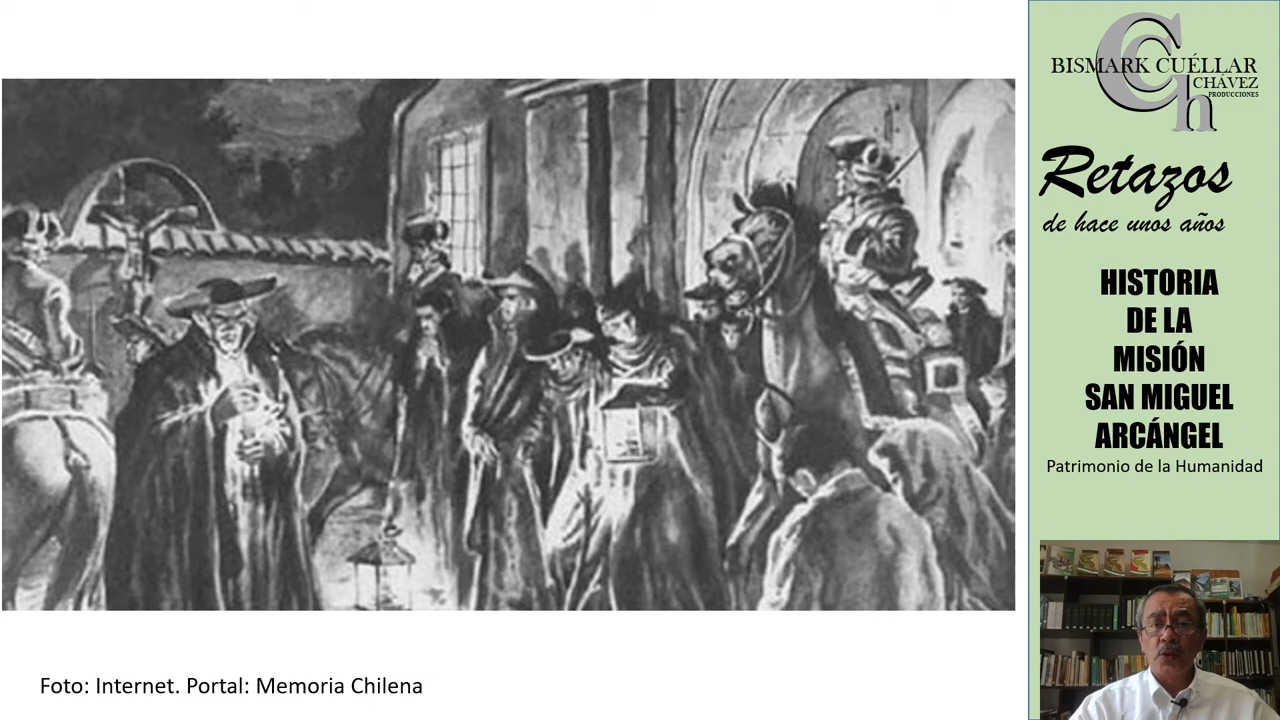 BISMARK CUÉLLAR
CHÁVEZ
PRODUCCIONES
Retazos
de hace unos años
HISTORIA
DE LA
MISIÓN
SAN MIGUEL
ARCÁNGEL
Patrimonio de la Humanidad
Foto: Internet. Portal: Memoria Chilena